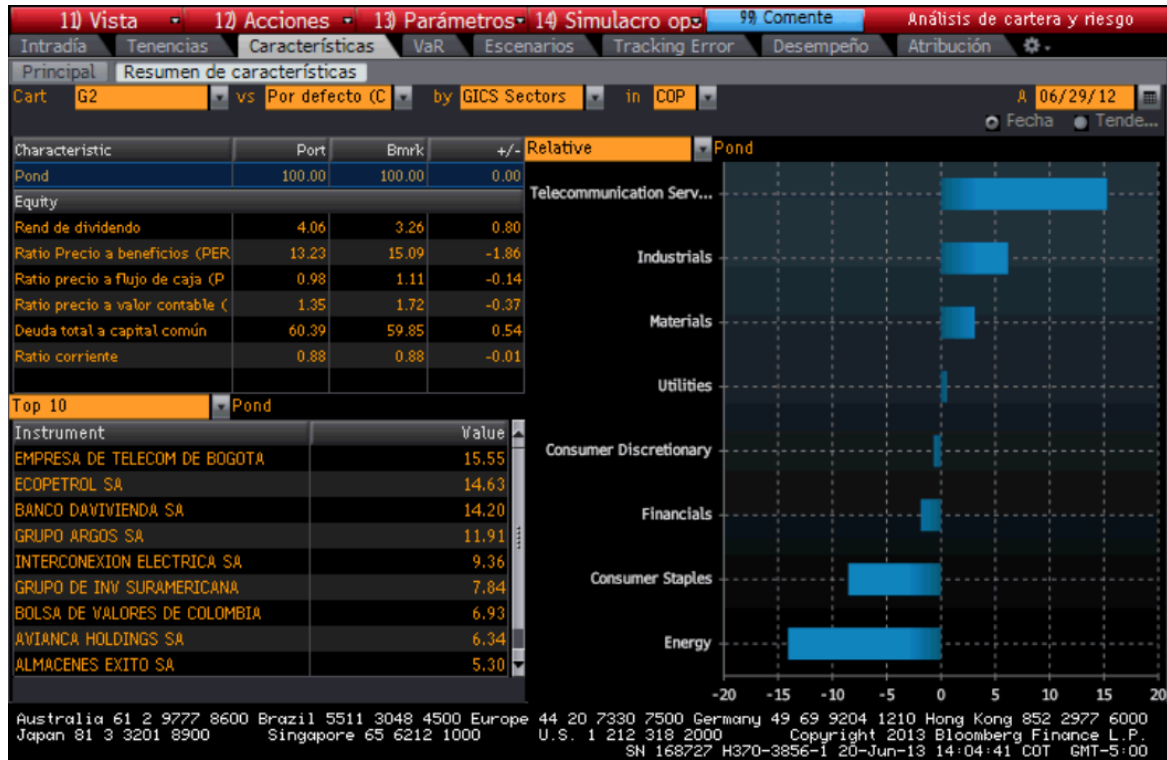 11) Vista 12) Acciones 13) Parámetros 14) Simulacro ops 99) Comente Análisis de cartera y riesgo
Intradía Tenencias Características VaR Escenarios Tracking Error Desempeño Atribución
Principal Resumen de características
Cart G2 vs Por defecto (C by GICS Sectors in COP A 06/29/12
Fecha Tende...
Characteristic Port Bmrk +/- Relative Pond
Pond 100.00 100.00 0.00
Equity
Rend de dividendo 4.06 3.26 0.80
Ratio Precio a beneficios (PER 13.23 15.09 -1.86
Ratio precio a flujo de caja (P 0.98 1.11 -0.14
Ratio precio a valor contable ( 1.35 1.72 -0.37
Deuda total a capital común 60.39 59.85 0.54
Ratio corriente 0.88 0.88 -0.01
Top 10 Pond
Instrument Value
EMPRESA DE TELECOM DE BOGOTA 15.55
ECOPETROL SA 14.63
BANCO DAVIVIENDA SA 14.20
GRUPO ARGOS SA 11.91
INTERCONEXION ELECTRICA SA 9.36
GRUPO DE INV SURAMERICANA 7.84
BOLSA DE VALORES DE COLOMBIA 6.93
AVIANCA HOLDINGS SA 6.34
ALMACENES EXITO SA 5.30
Telecommunication Serv...
Industrials
Materials
Utilities
Consumer Discretionary
Financials
Consumer Staples
Energy
-20 -15 -10 -5 0 5 10 15 20
Australia 61 2 9777 8600 Brazil 5511 3048 4500 Europe 44 20 7330 7500 Germany 49 69 9204 1210 Hong Kong 852 2977 6000
Japan 81 3 3201 8900 Singapore 65 6212 1000 U.S. 1 212 318 2000 Copyright 2013 Bloomberg Finance L.P.
SN 168727 H370-3856-1 20-Jun-13 14:04:41 COT GMT-5:00